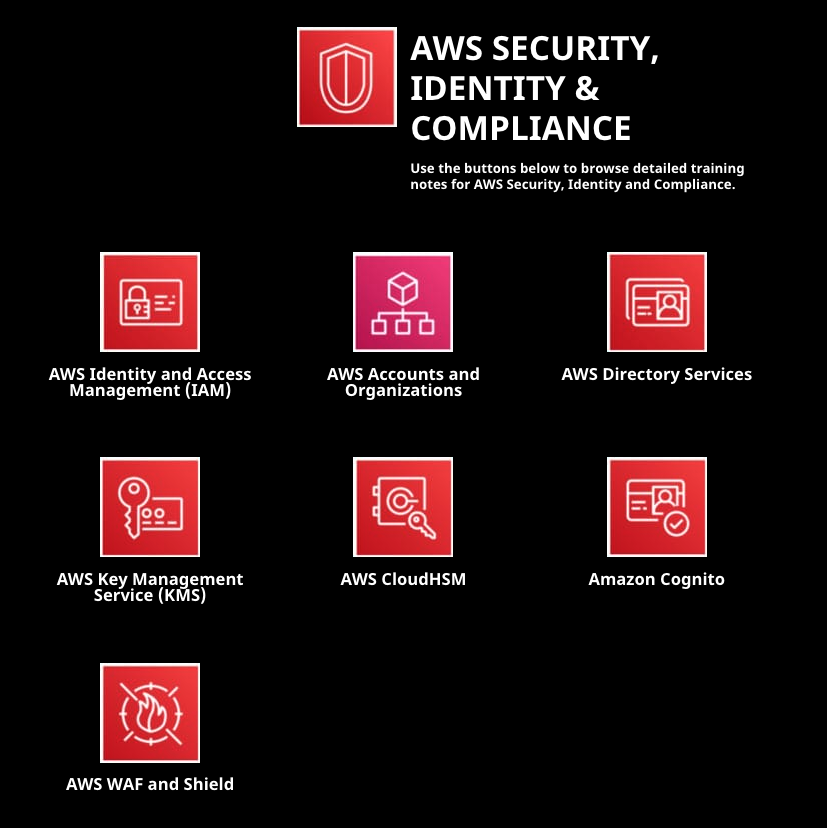 AWS SECURITY,
IDENTITY &
COMPLIANCE
Use the buttons below to browse detailed training
notes for AWS Security, Identity and Compliance.
AWS Identity and Access
Management (IAM)
AWS Accounts and
Organizations
AWS Directory Services
AWS Key Management
Service (KMS)
AWS CloudHSM
Amazon Cognito
AWS WAF and Shield